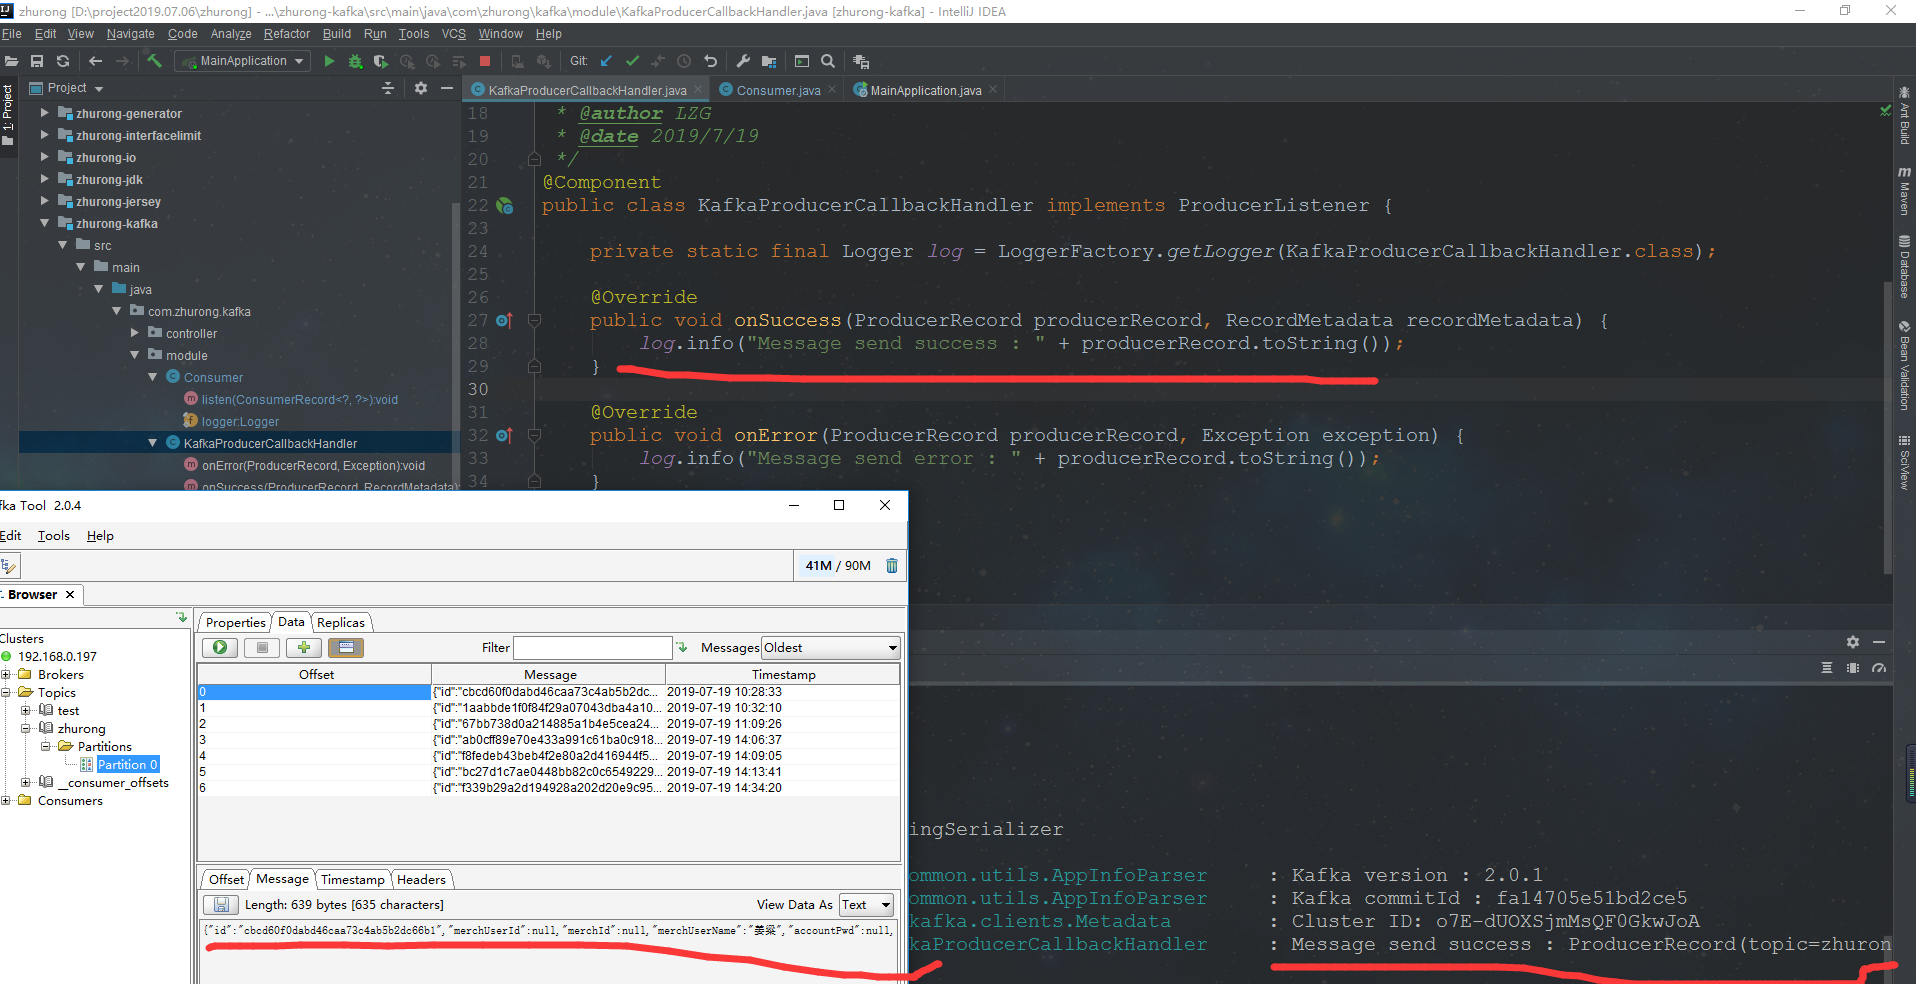 zhurong [D:\project2019.07.06\zhurong] - ...\zhurong-kafka\src\main\java\com\zhurong\kafka\module\KafkaProducerCallbackHandler.java [zhurong-kafka] - IntelliJ IDEA
File Edit View Navigate Code Analyze Refactor Build Run Tools VCS Window Help
MainApplication Git:
Project
KafkaProducerCallbackHandler.java Consumer.java MainApplication.java
1: Project
zhurong-generator
zhurong-interfacelimit
zhurong-io
zhurong-jdk
zhurong-jersey
zhurong-kafka
src
main
java
com.zhurong.kafka
controller
module
Consumer
listen(ConsumerRecord<?, ?>):void
logger:Logger
KafkaProducerCallbackHandler
onError(ProducerRecord, Exception):void
onSuccess(ProducerRecord, RecordMetadata):
18 * @author LZG
19 * @date 2019/7/19
20 */
21 @Component
22 public class KafkaProducerCallbackHandler implements ProducerListener {
23
24 private static final Logger log = LoggerFactory.getLogger(KafkaProducerCallbackHandler.class);
25
26 @Override
27 public void onSuccess(ProducerRecord producerRecord, RecordMetadata recordMetadata) {
28 log.info("Message send success : " + producerRecord.toString());
29 }
30
31 @Override
32 public void onError(ProducerRecord producerRecord, Exception exception) {
33 log.info("Message send error : " + producerRecord.toString());
34 }
Ant Build
Maven
Database
Bean Validation
SciView
fka Tool 2.0.4
Edit Tools Help
41M / 90M
Browser
Clusters
192.168.0.197
Brokers
Topics
test
zhurong
Partitions
Partition 0
__consumer_offsets
Consumers
Properties Data Replicas
Filter Messages Oldest
Offset Message Timestamp
0 {"id":"cbcd60f0dabd46caa73c4ab5b2dc... 2019-07-19 10:28:33
1 {"id":"1aabbde1f0f84f29a07043dba4a10... 2019-07-19 10:32:10
2 {"id":"67bb738d0a214885a1b4e5cea24... 2019-07-19 11:09:26
3 {"id":"ab0cff89e70e433a991c61ba0c918... 2019-07-19 14:06:37
4 {"id":"f8fedeb43beb4f2e80a2d416944f5... 2019-07-19 14:09:05
5 {"id":"bc27d1c7ae0448bb82c0c6549229... 2019-07-19 14:13:41
6 {"id":"f339b29a2d194928a202d20e9c95... 2019-07-19 14:34:20
Offset Message Timestamp Headers
Length: 639 bytes [635 characters] View Data As Text
{"id":"cbcd60f0dabd46caa73c4ab5b2dc66b1","merchUserId":null,"merchId":null,"merchUserName":"姜梁","accountPwd":null,
ingSerializer
ommon.utils.AppInfoParser : Kafka version : 2.0.1
ommon.utils.AppInfoParser : Kafka commitId : fa14705e51bd2ce5
kafka.clients.Metadata : Cluster ID: o7E-dUOXSjmMsQF0GkwJoA
kaProducerCallbackHandler : Message send success : ProducerRecord(topic=zhuron